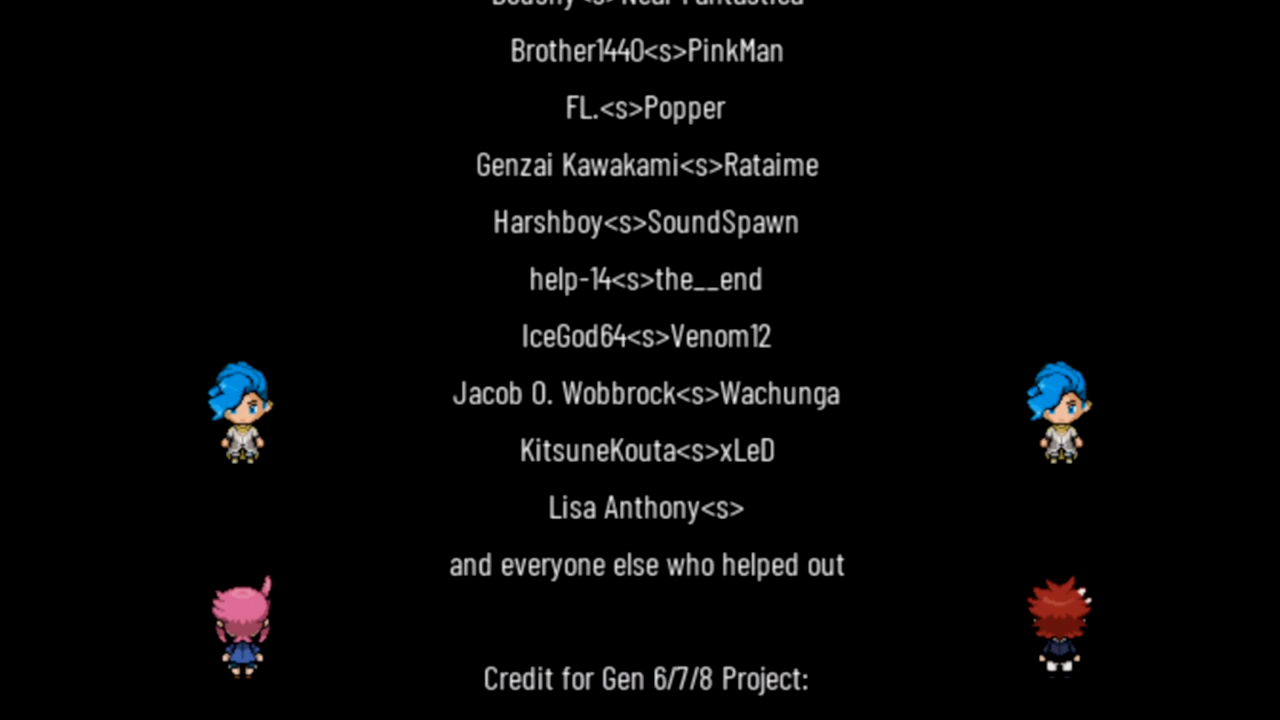 Brother1440<s>PinkMan
FL.<s>Popper
Genzai Kawakami<s>Rataime
Harshboy<s>SoundSpawn
help-14<s>the__end
IceGod64<s>Venom12
Jacob O. Wobbrock<s>Wachunga
KitsuneKouta<s>xLeD
Lisa Anthony<s>
and everyone else who helped out
Credit for Gen 6/7/8 Project: